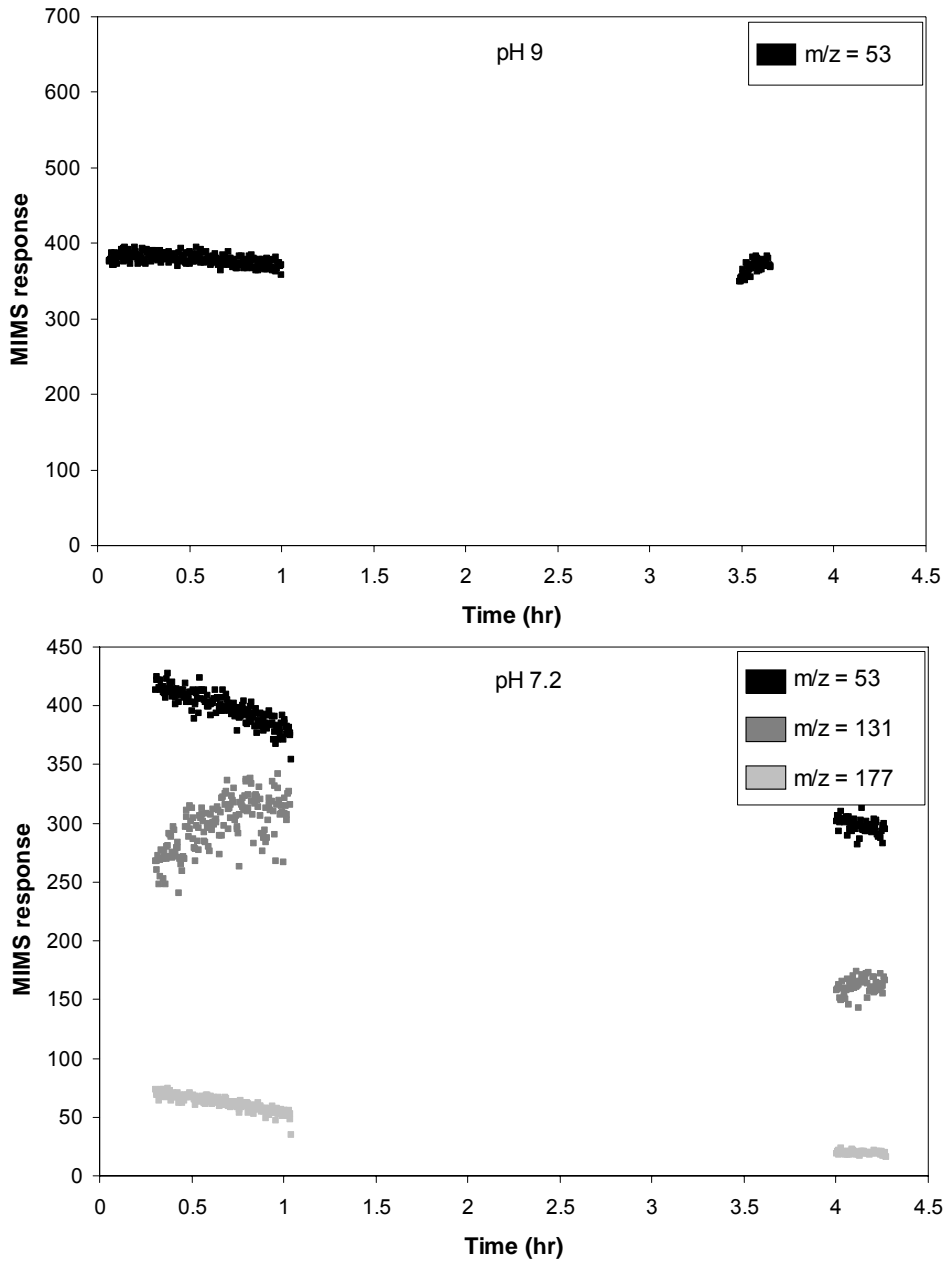 700
600
500
400
300
200
100
0
MIMS response
pH 9
m/z = 53
0 0.5 1 1.5 2 2.5 3 3.5 4 4.5
Time (hr)
450
400
350
300
250
200
150
100
50
0
MIMS response
pH 7.2
m/z = 53
m/z = 131
m/z = 177
0 0.5 1 1.5 2 2.5 3 3.5 4 4.5
Time (hr)